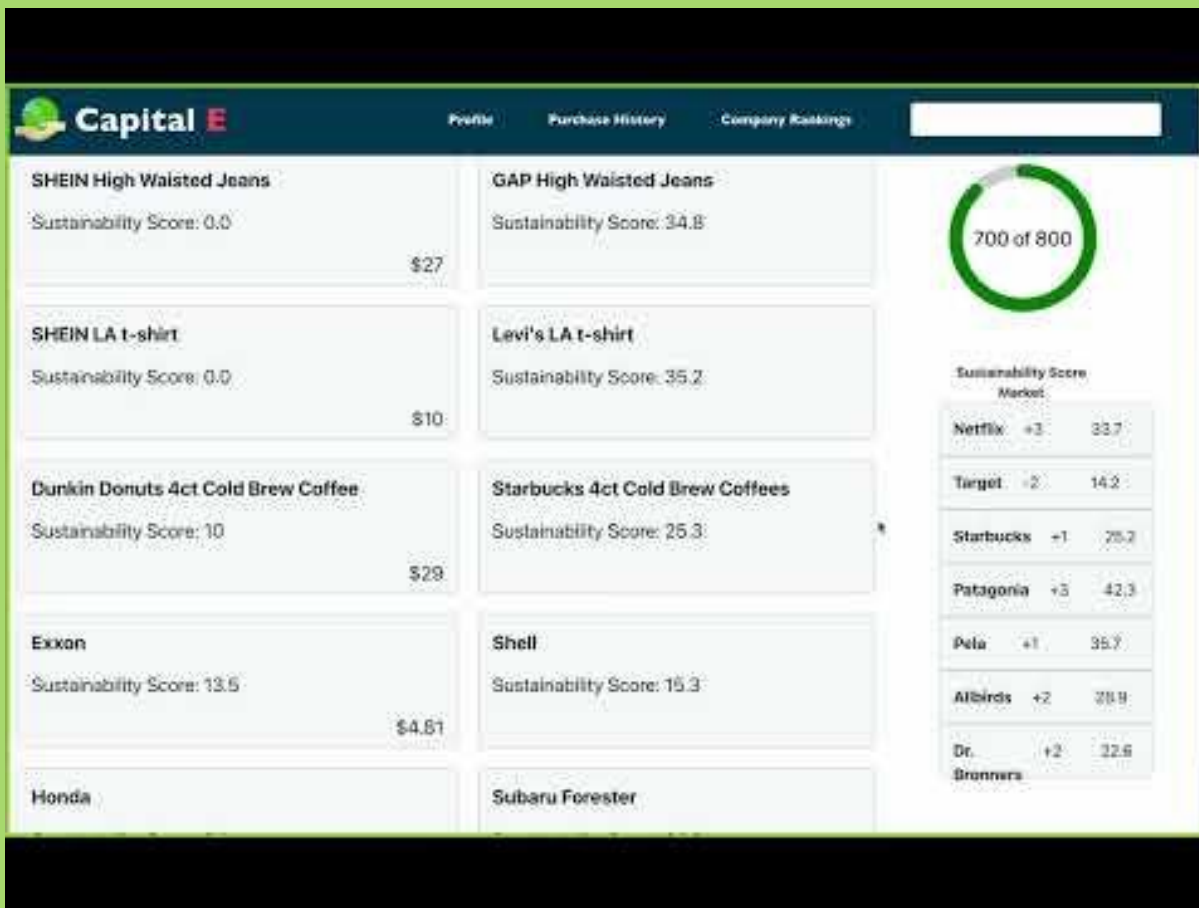 Capital E
Profile Purchase History Company Rankings
SHEIN High Waisted Jeans
Sustainability Score: 0.0
$27
GAP High Waisted Jeans
Sustainability Score: 34.8
SHEIN LA t-shirt
Sustainability Score: 0.0
$10
Levi's LA t-shirt
Sustainability Score: 35.2
Dunkin Donuts 4ct Cold Brew Coffee
Sustainability Score: 10
$29
Starbucks 4ct Cold Brew Coffees
Sustainability Score: 25.3
Exxon
Sustainability Score: 13.5
$4.81
Shell
Sustainability Score: 15.3
Honda
Subaru Forester
700 of 800
Sustainability Score
Market
Netflix +3 33.7
Target -2 14.2
Starbucks +1 25.2
Patagonia +3 42.3
Pela +1 35.7
Allbirds +2 28.9
Dr. +2 22.6
Bronners